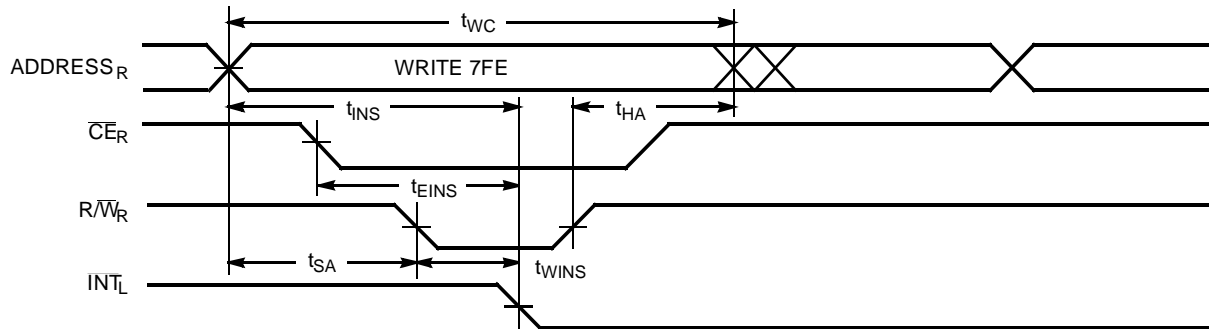 tWC
ADDRESSR WRITE 7FE
tINS tHA
CER
tEINS
R/WR
tSA tWINS
INTL